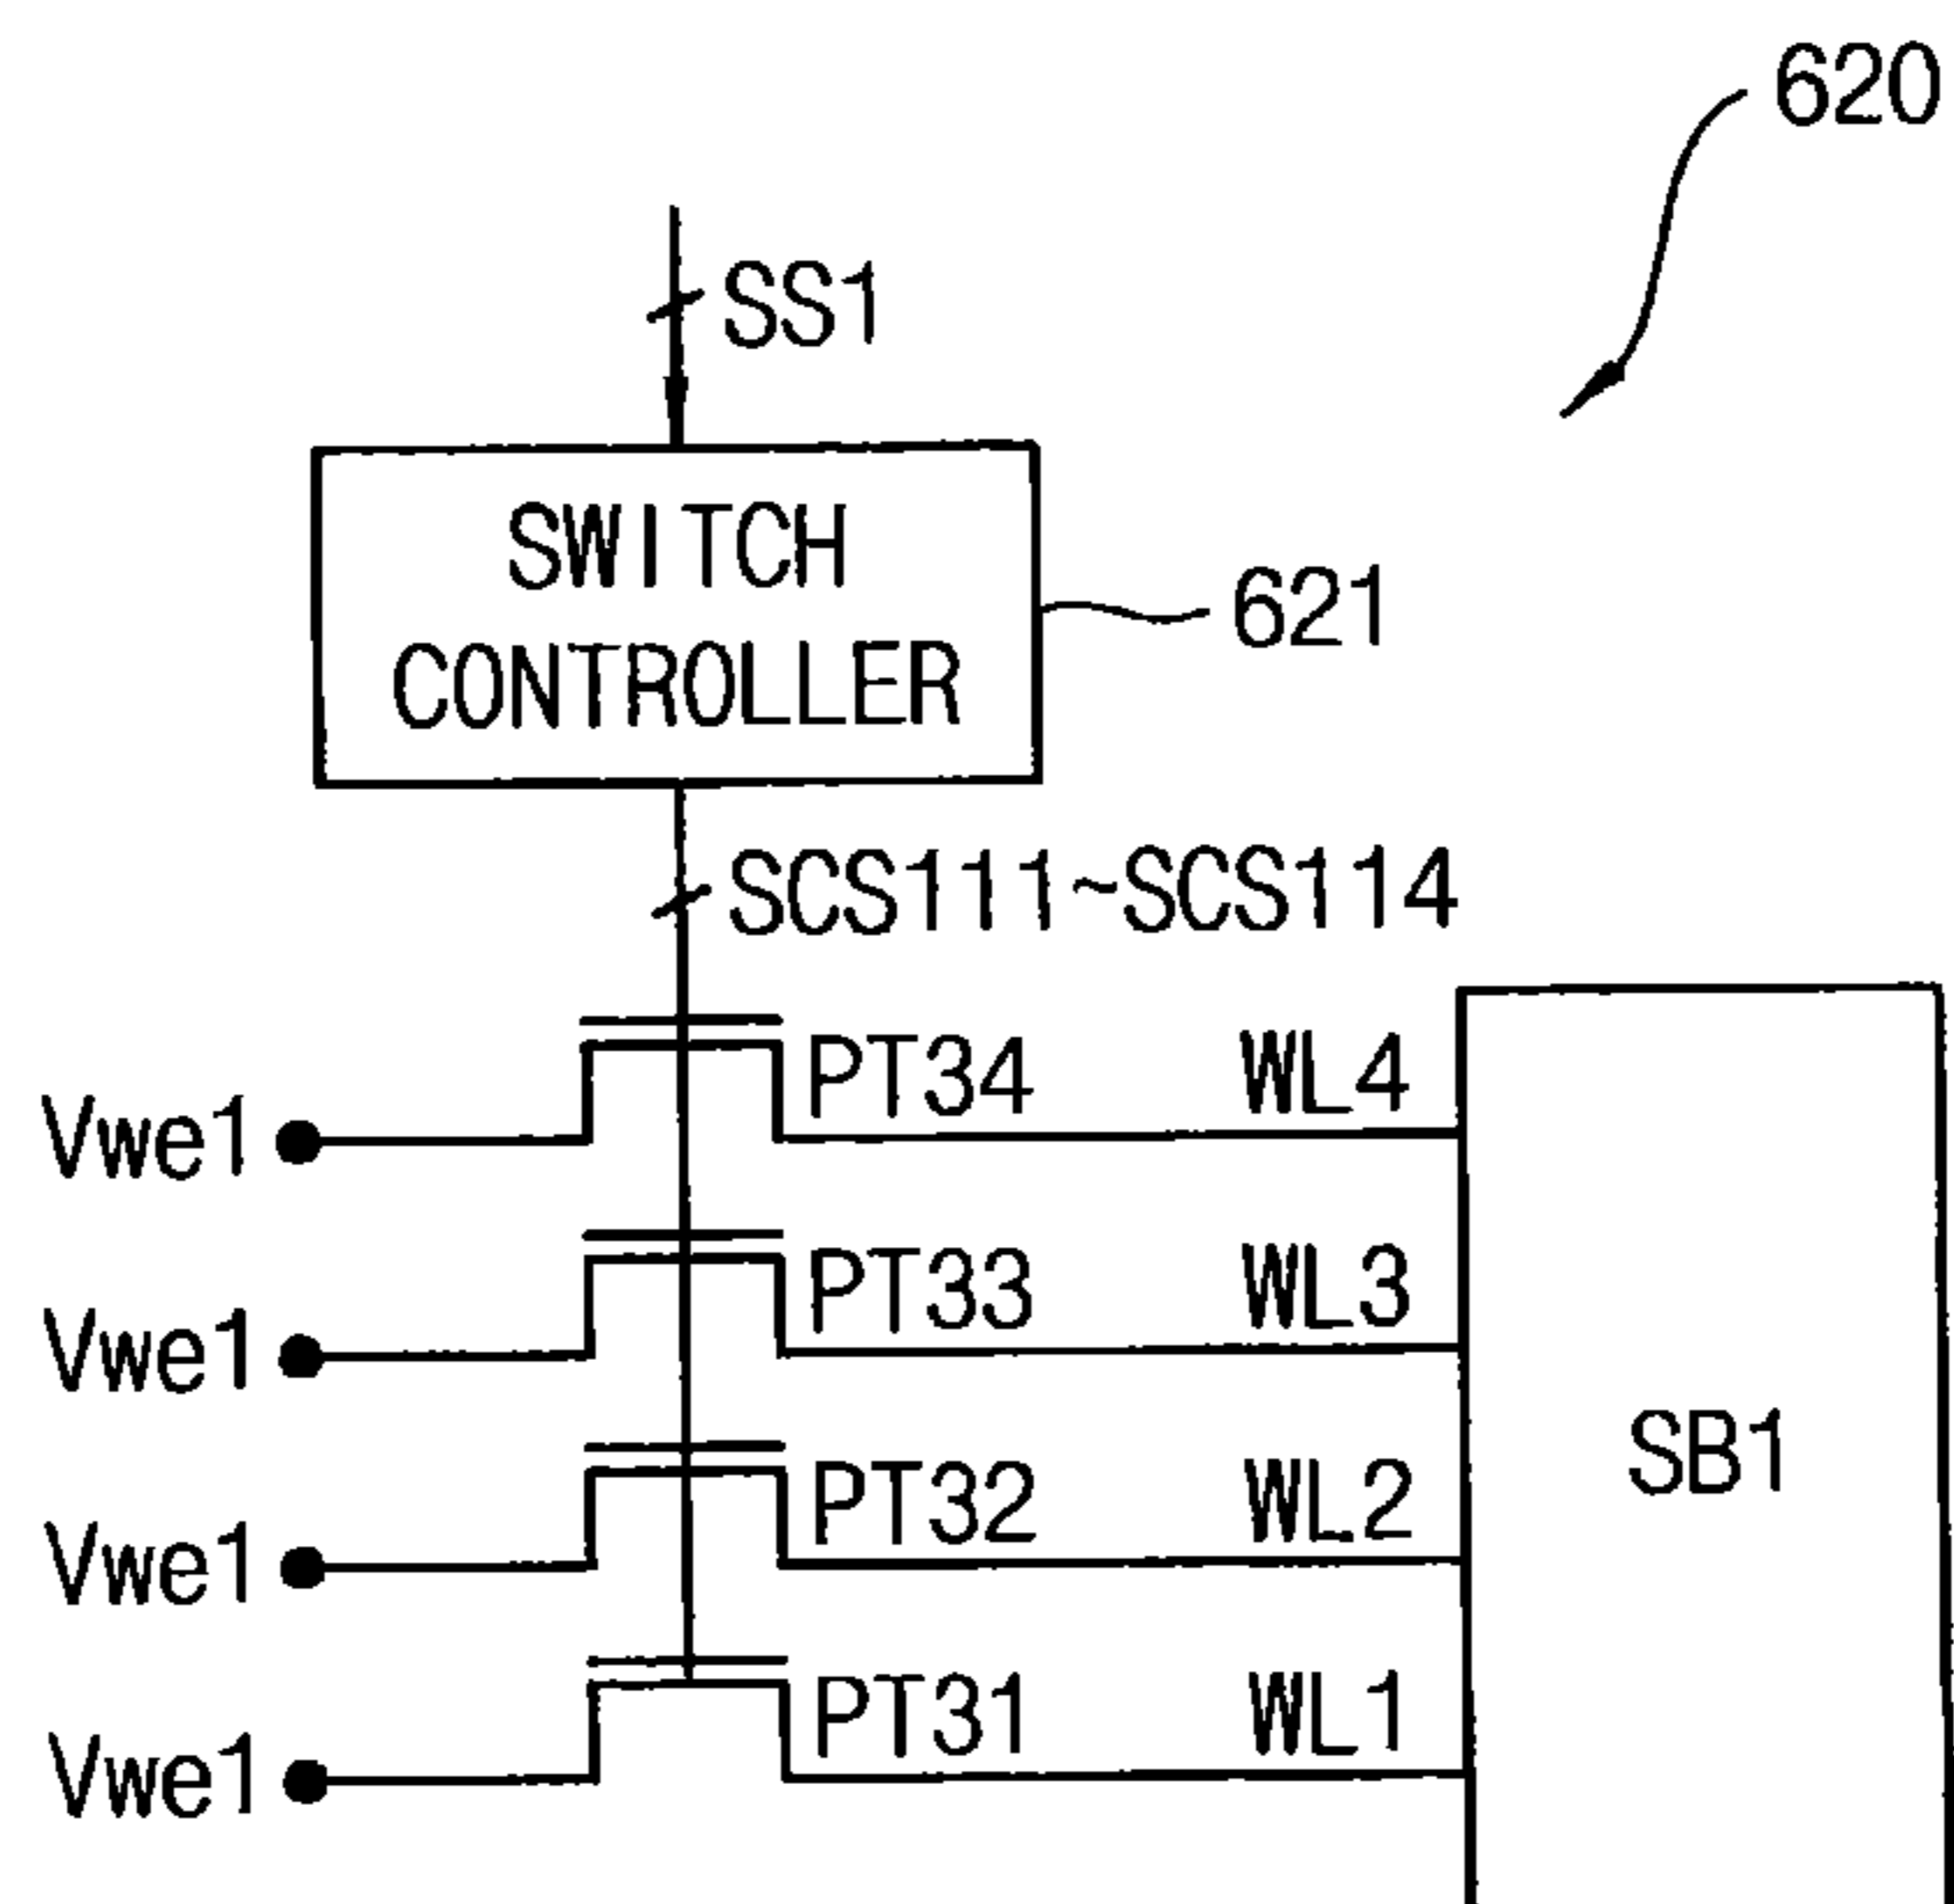 620
SS1
SWITCH
CONTROLLER
621
SCS111~SCS114
PT34
WL4
Vwe1
PT33
WL3
Vwe1
SB1
PT32
WL2
Vwe1
PT31
WL1
Vwe1